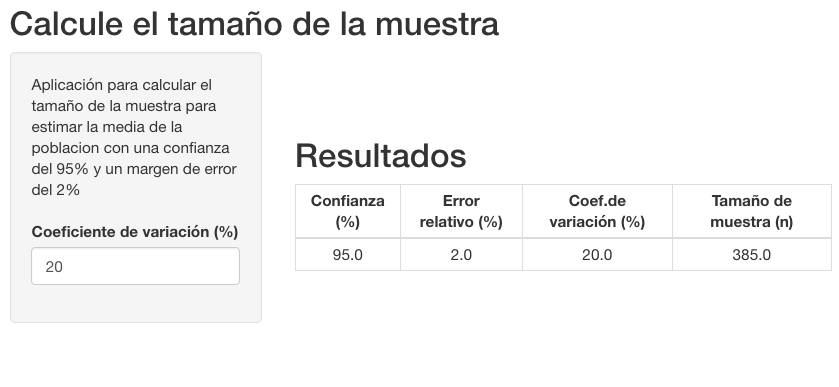 Calcule el tamaño de la muestra
Aplicación para calcular el
tamaño de la muestra para
estimar la media de la
poblacion con una confianza
del 95% y un margen de error
del 2%
Coeficiente de variación (%)
20
Resultados
Confianza (%) Error relativo (%) Coef.de variación (%) Tamaño de muestra (n)
95.0 2.0 20.0 385.0